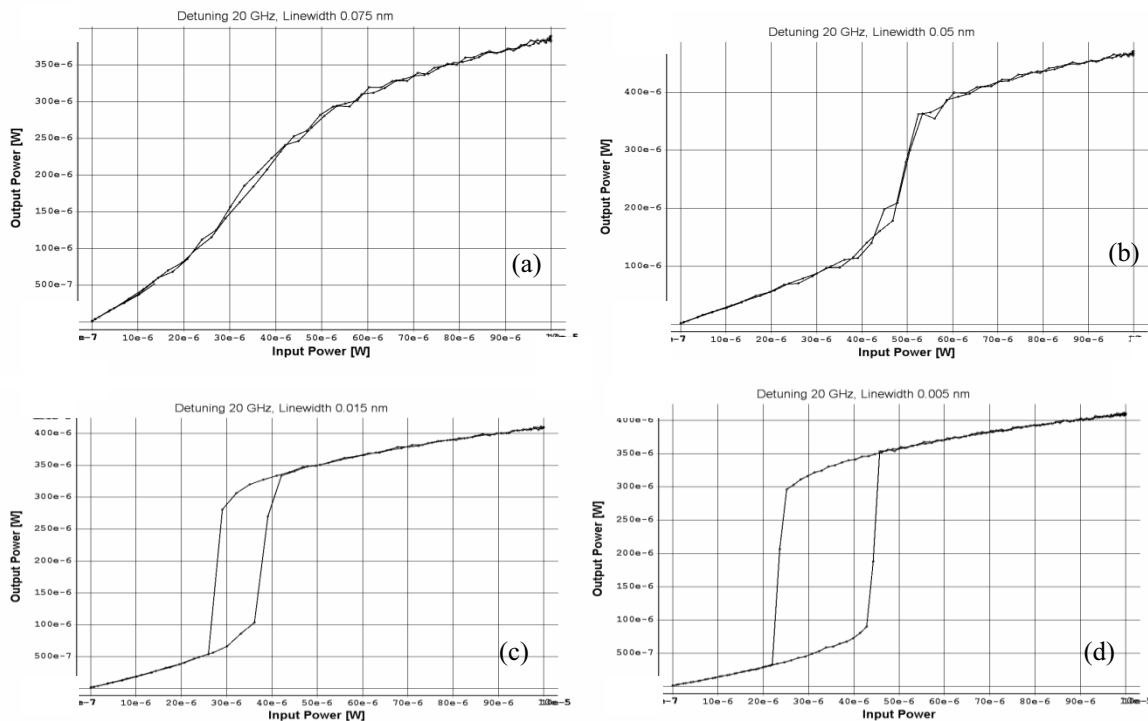 Detuning 20 GHz, Linewidth 0.075 nm
Output Power [W]
350e-6
300e-6
250e-6
200e-6
150e-6
100e-6
500e-7
(a)
e-7 10e-6 20e-6 30e-6 40e-6 50e-6 60e-6 70e-6 80e-6 90e-6
Input Power [W]
Detuning 20 GHz, Linewidth 0.05 nm
Output Power [W]
400e-6
300e-6
200e-6
100e-6
(b)
e-7 10e-6 20e-6 30e-6 40e-6 50e-6 60e-6 70e-6 80e-6 90e-6
Input Power [W]
Detuning 20 GHz, Linewidth 0.015 nm
Output Power [W]
400e-6
350e-6
300e-6
250e-6
200e-6
150e-6
100e-6
500e-7
(c)
e-7 10e-6 20e-6 30e-6 40e-6 50e-6 60e-6 70e-6 80e-6 90e-6
Input Power [W]
Detuning 20 GHz, Linewidth 0.005 nm
Output Power [W]
400e-6
350e-6
300e-6
250e-6
200e-6
150e-6
100e-6
500e-7
(d)
e-7 10e-6 20e-6 30e-6 40e-6 50e-6 60e-6 70e-6 80e-6 90e-6
Input Power